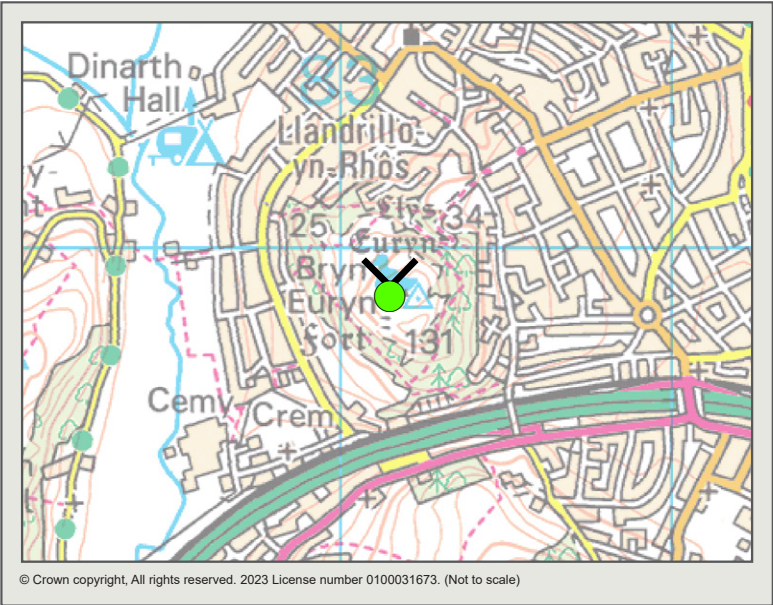 Dinarth
Hall
83
Llandrillo-
yn-Rhôs
Llys
Euryn
25
34
Bryn
Euryn
Fort
131
Cemy
Crem
© Crown copyright, All rights reserved. 2023 License number 0100031673. (Not to scale)